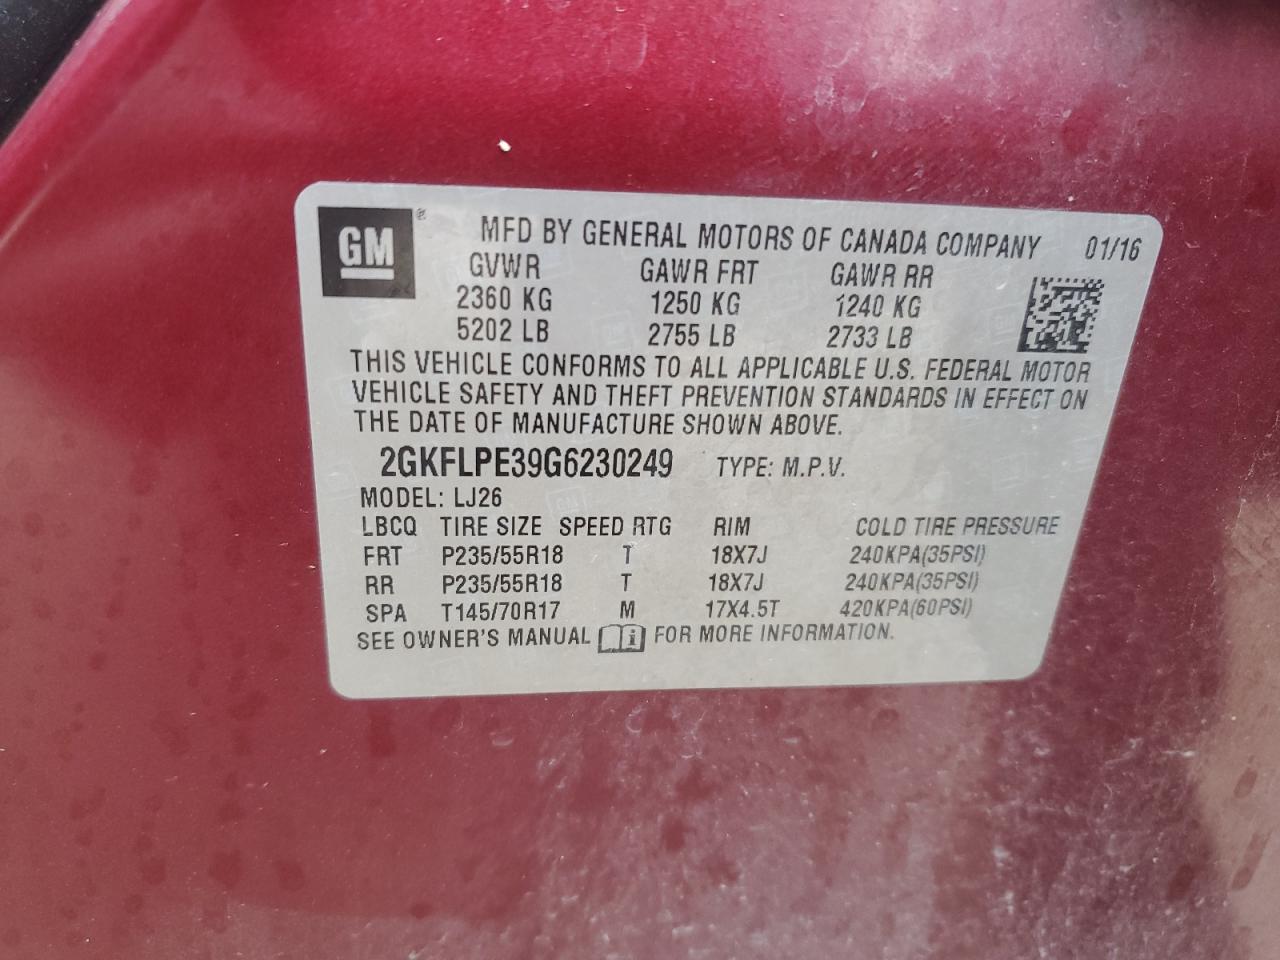 GM ® MFD BY GENERAL MOTORS OF CANADA COMPANY 01/16
GVWR GAWR FRT GAWR RR
2360 KG 1250 KG 1240 KG
5202 LB 2755 LB 2733 LB
THIS VEHICLE CONFORMS TO ALL APPLICABLE U.S. FEDERAL MOTOR
VEHICLE SAFETY AND THEFT PREVENTION STANDARDS IN EFFECT ON
THE DATE OF MANUFACTURE SHOWN ABOVE.
2GKFLPE39G6230249 TYPE: M.P.V.
MODEL: LJ26
LBCQ TIRE SIZE SPEED RTG RIM COLD TIRE PRESSURE
FRT P235/55R18 T 18X7J 240KPA(35PSI)
RR P235/55R18 T 18X7J 240KPA(35PSI)
SPA T145/70R17 M 17X4.5T 420KPA(60PSI)
SEE OWNER'S MANUAL i FOR MORE INFORMATION.